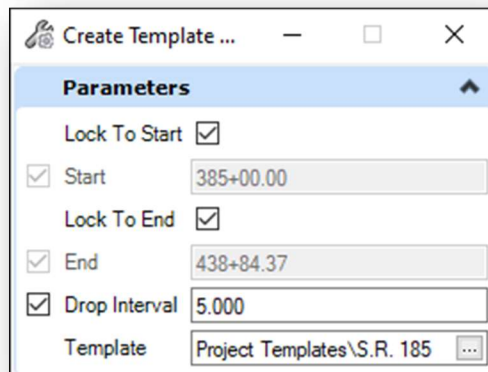 Create Template ...
Parameters
Lock To Start
Start 385+00.00
Lock To End
End 438+84.37
Drop Interval 5.000
Template Project Templates\S.R. 185 ...